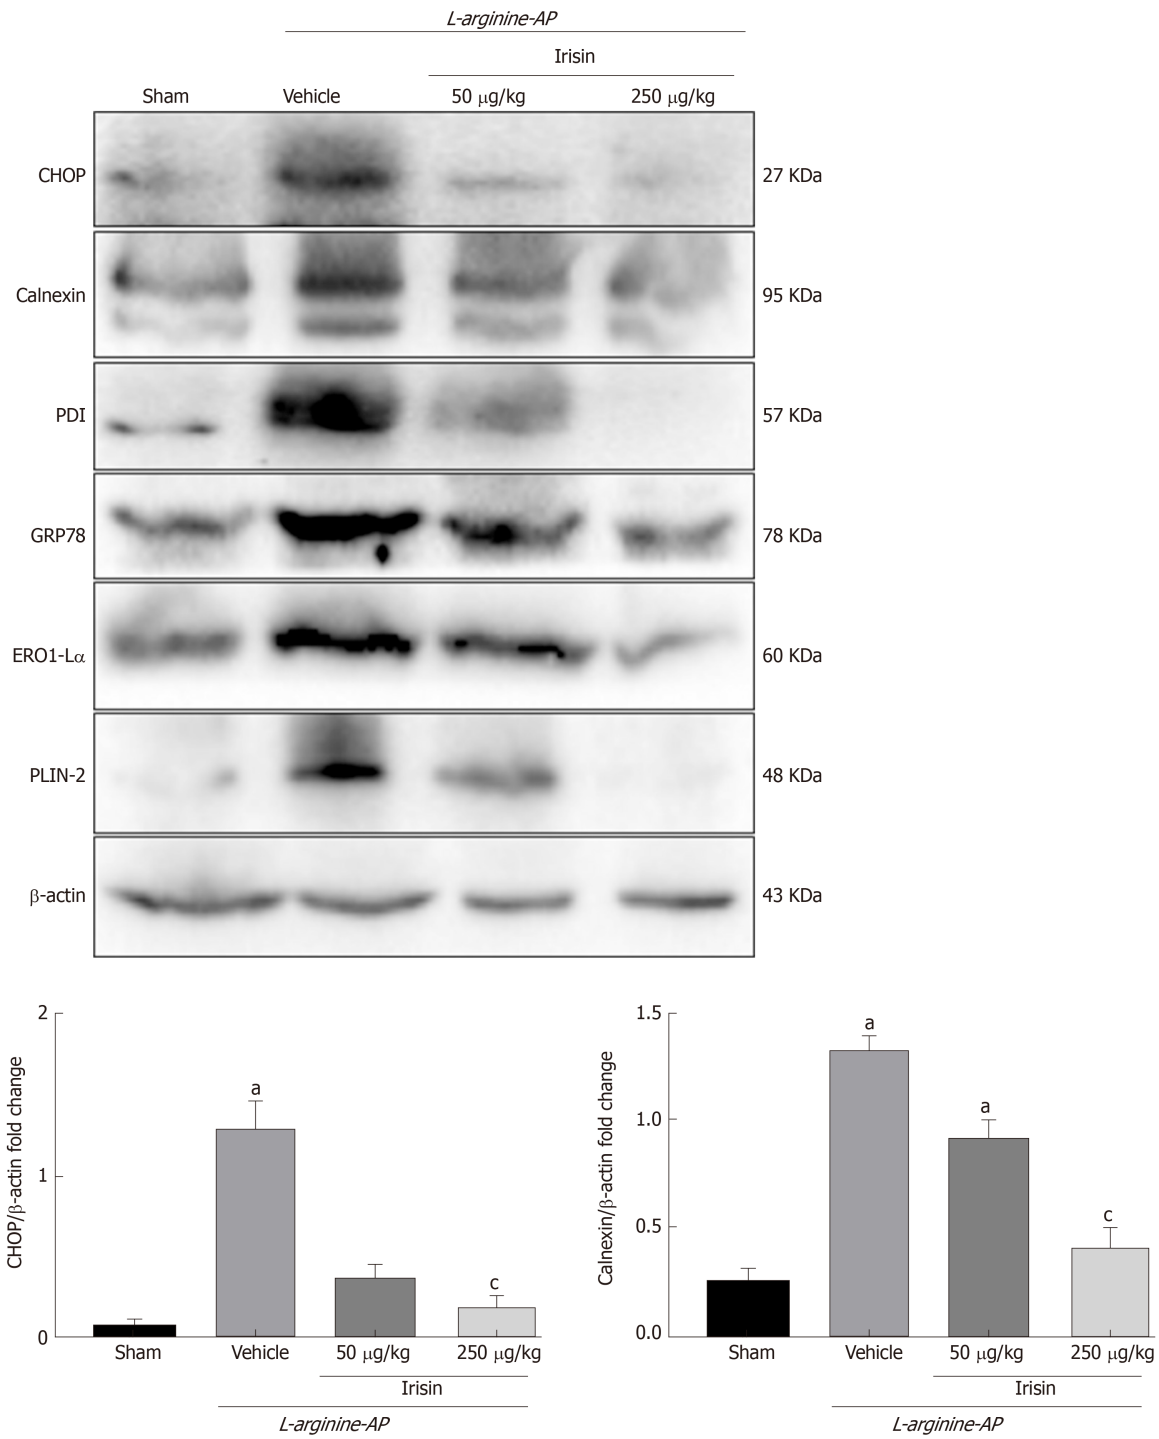 L-arginine-AP
Irisin
Sham Vehicle 50 μg/kg 250 μg/kg
CHOP 27 KDa
Calnexin 95 KDa
PDI 57 KDa
GRP78 78 KDa
ERO1-Lα 60 KDa
PLIN-2 48 KDa
β-actin 43 KDa
CHOP/β-actin fold change
2
1
0
a
c
Sham Vehicle 50 μg/kg 250 μg/kg
Irisin
L-arginine-AP
Calnexin/β-actin fold change
1.5
1.0
0.5
0.0
a
a
c
Sham Vehicle 50 μg/kg 250 μg/kg
Irisin
L-arginine-AP